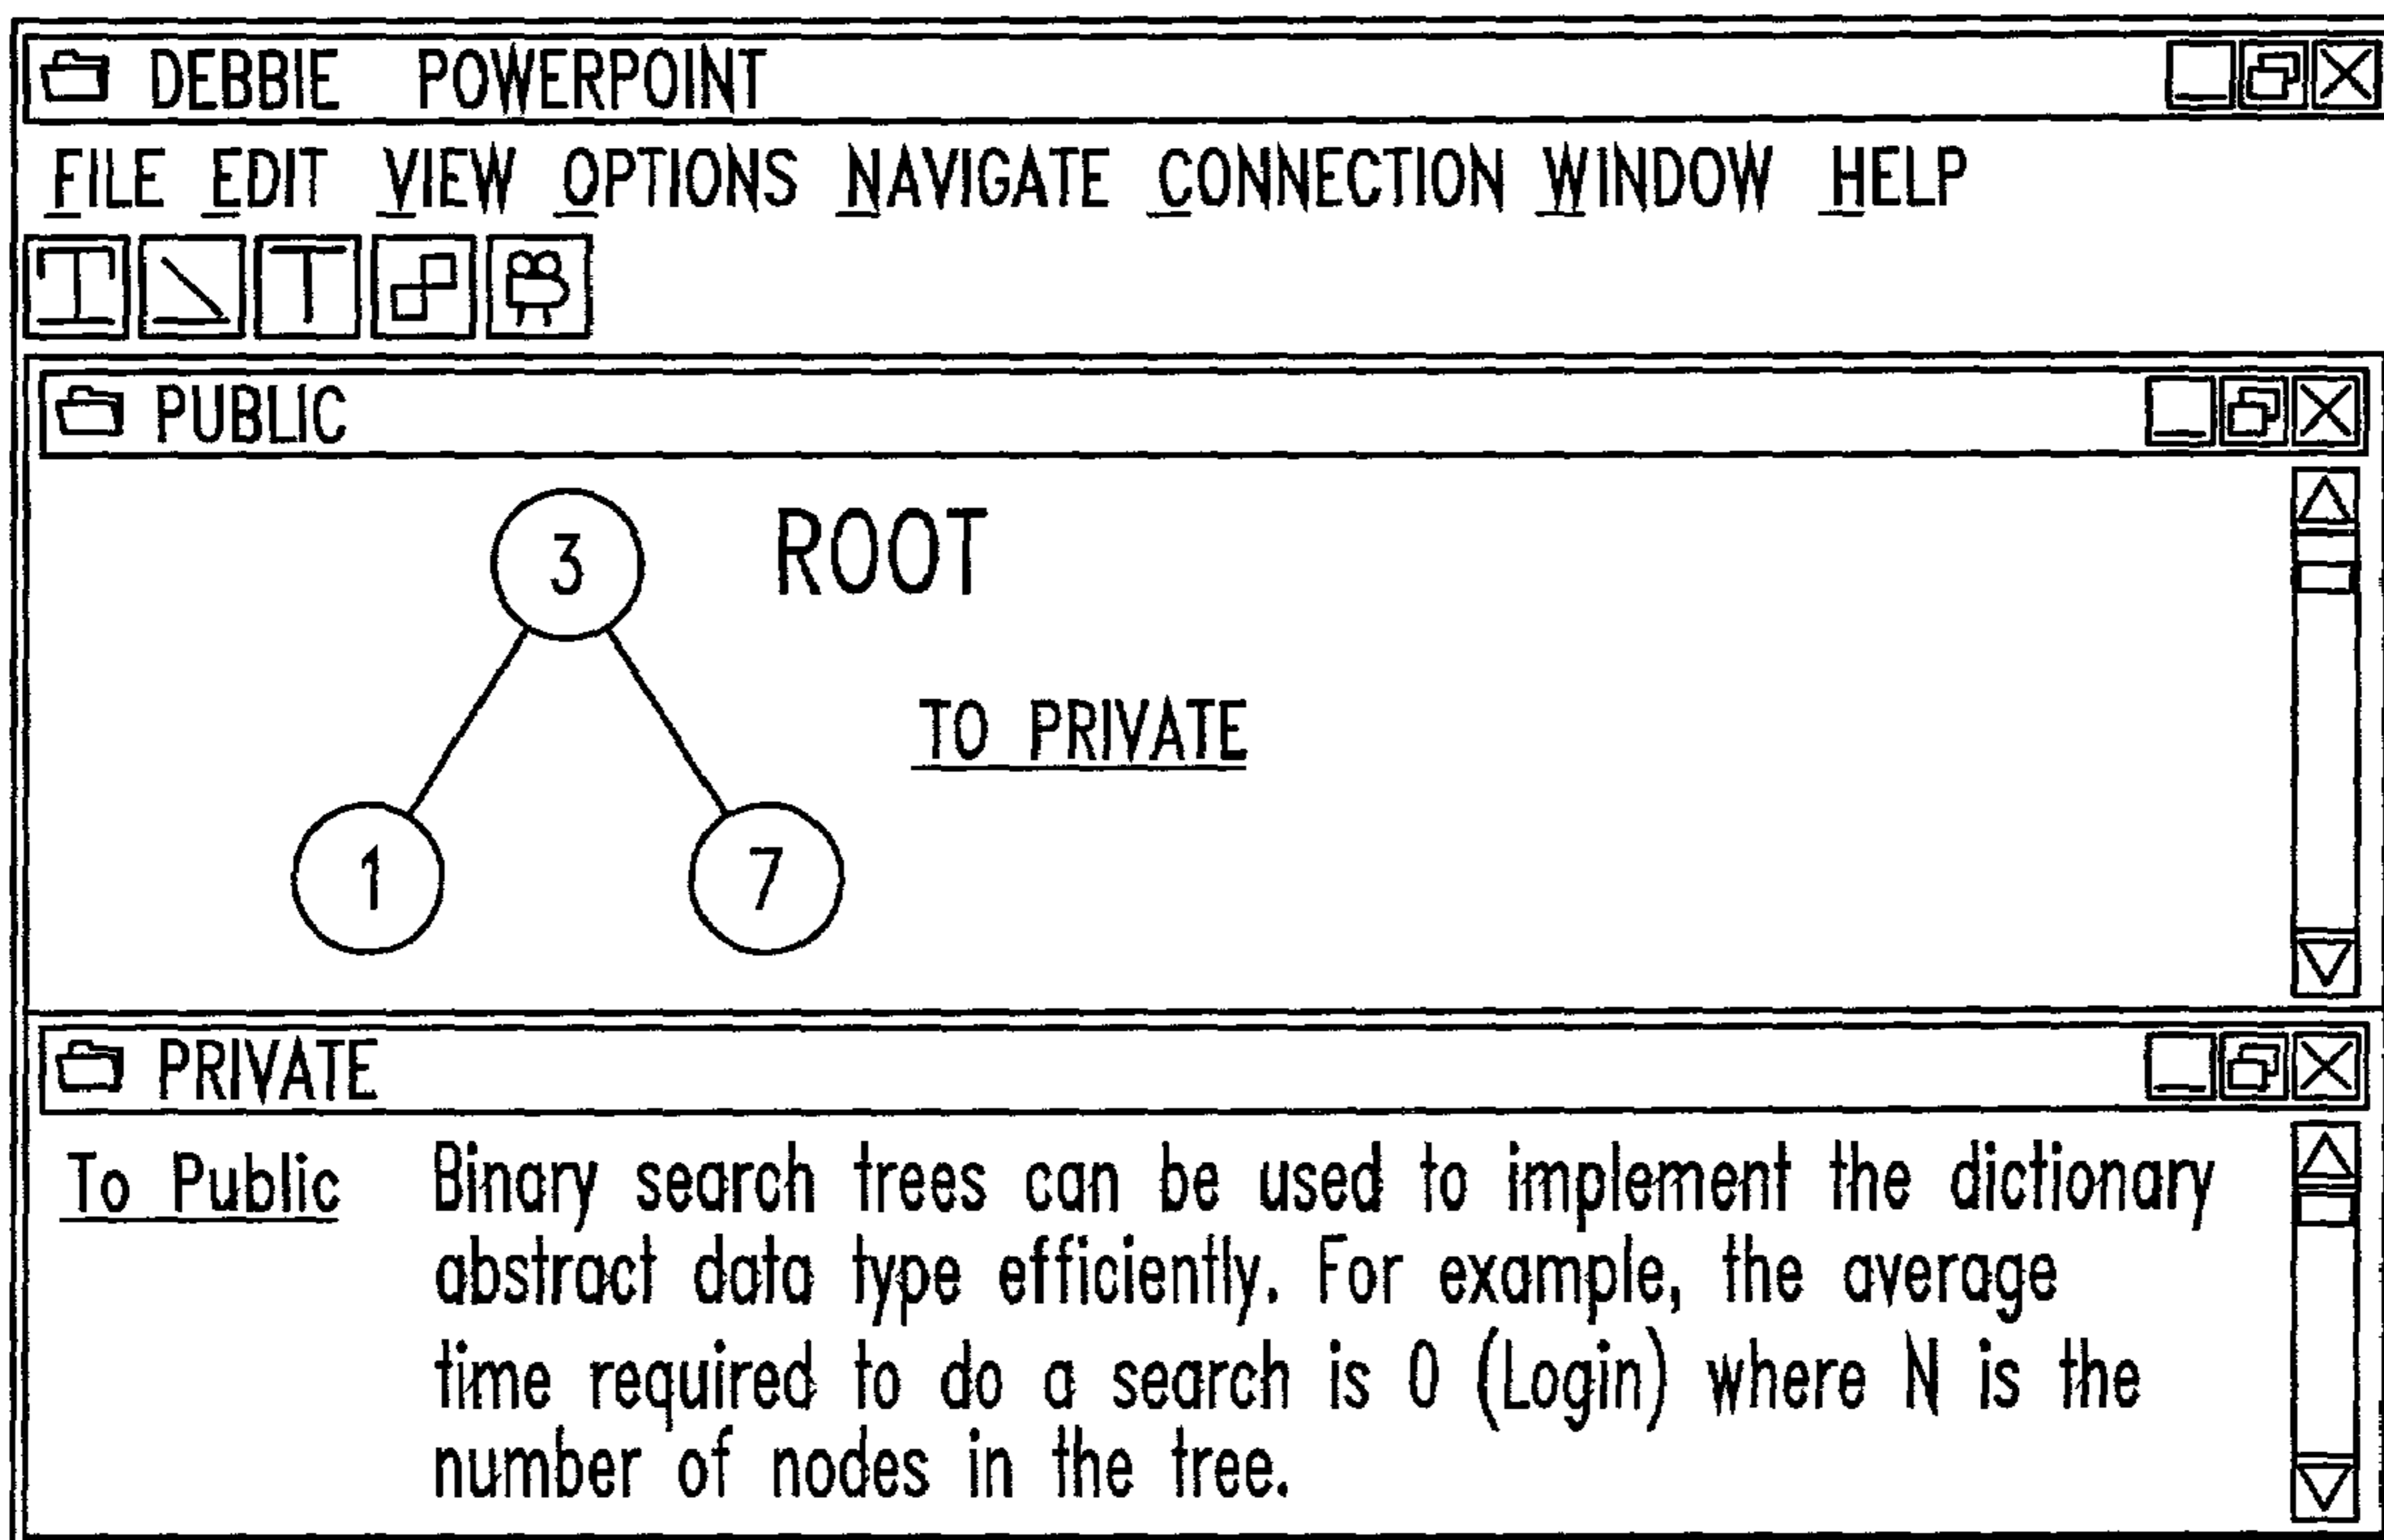 DEBBIE POWERPOINT
FILE EDIT VIEW OPTIONS NAVIGATE CONNECTION WINDOW HELP
PUBLIC
3 ROOT
TO PRIVATE
1 7
PRIVATE
To Public Binary search trees can be used to implement the dictionary
abstract data type efficiently. For example, the average
time required to do a search is O (Login) where N is the
number of nodes in the tree.